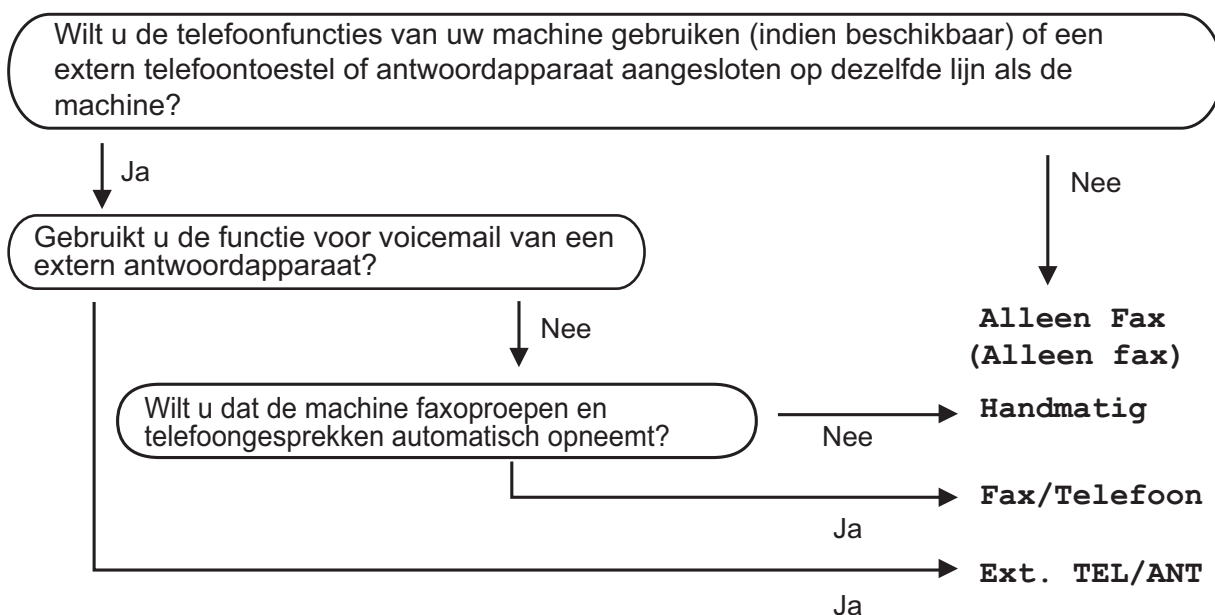 Wilt u de telefoonfuncties van uw machine gebruiken (indien beschikbaar) of een
extern telefoontoestel of antwoordapparaat aangesloten op dezelfde lijn als de
machine?
Ja
Nee
Gebruikt u de functie voor voicemail van een
extern antwoordapparaat?
Nee
Alleen Fax
(Alleen fax)
Wilt u dat de machine faxoproepen en
telefoongesprekken automatisch opneemt?
Nee
Handmatig
Ja
Fax/Telefoon
Ja
Ext. TEL/ANT